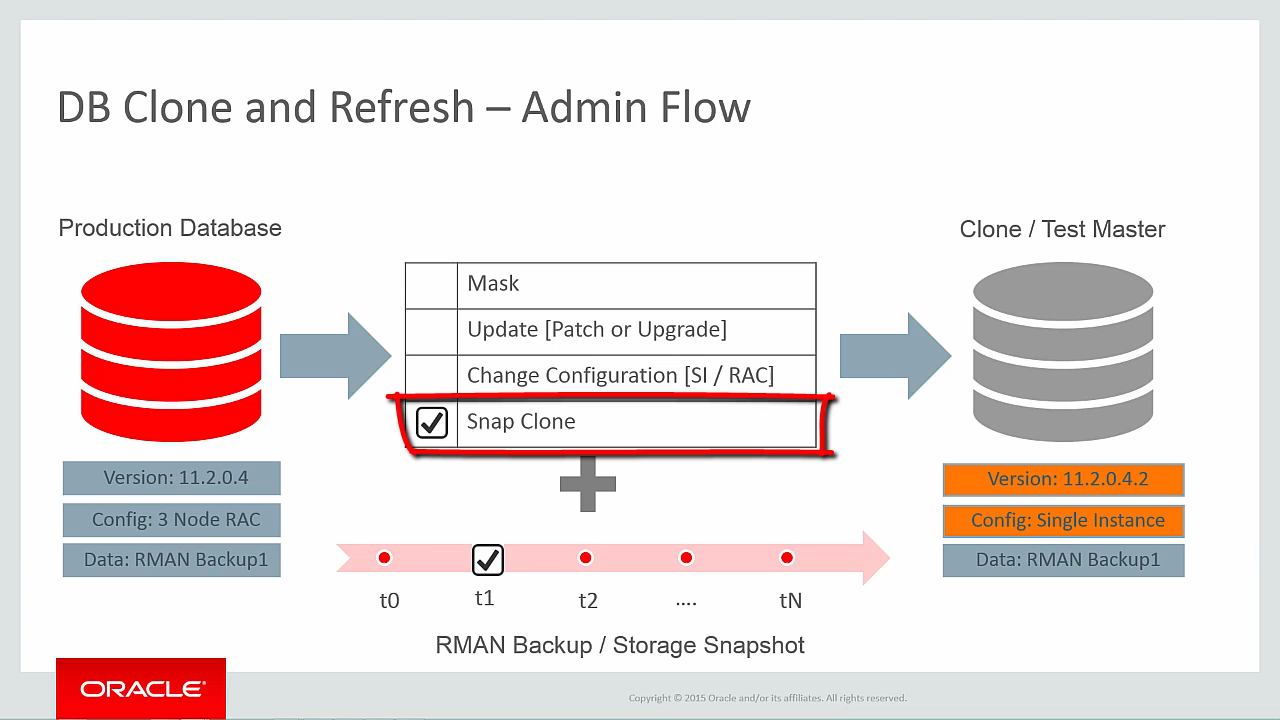 DB Clone and Refresh – Admin Flow
Production Database
Clone / Test Master
Mask
Update [Patch or Upgrade]
Change Configuration [SI / RAC]
Snap Clone
Version: 11.2.0.4
Config: 3 Node RAC
Data: RMAN Backup1
Version: 11.2.0.4.2
Config: Single Instance
Data: RMAN Backup1
t0
t1
t2
....
tN
RMAN Backup / Storage Snapshot
ORACLE®
Copyright © 2015 Oracle and/or its affiliates. All rights reserved.